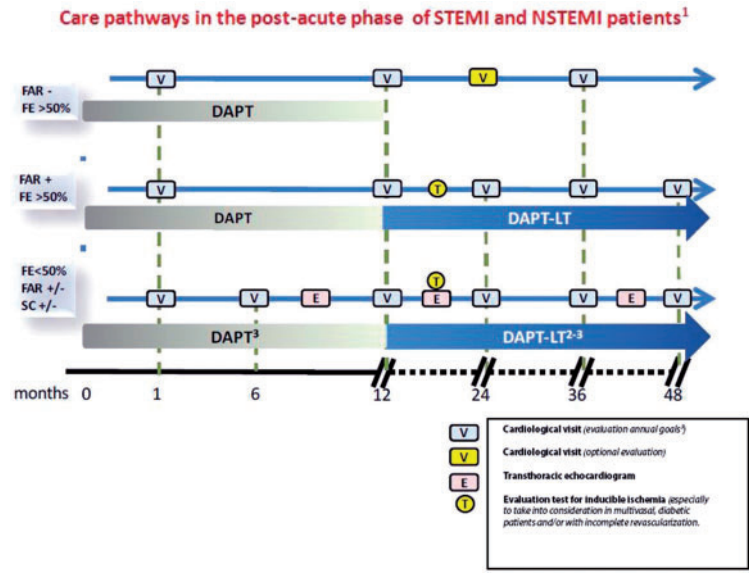 Care pathways in the post-acute phase of STEMI and NSTEMI patients1
V V V V
FAR -
FE >50%
DAPT
FAR +
FE >50%
V V T V V V
DAPT DAPT-LT
FE<50%
FAR +/-
SC +/-
T
V V E V E V V E V
DAPT3 DAPT-LT2-3
months 0 1 6 12 24 36 48
V Cardiological visit (evaluation annual goals4)
V Cardiological visit (optional evaluation)
E Transthoracic echocardiogram
T Evaluation test for inducible ischemia (especially
to take into consideration in multivasal, diabetic
patients and/or with incomplete revascularization.